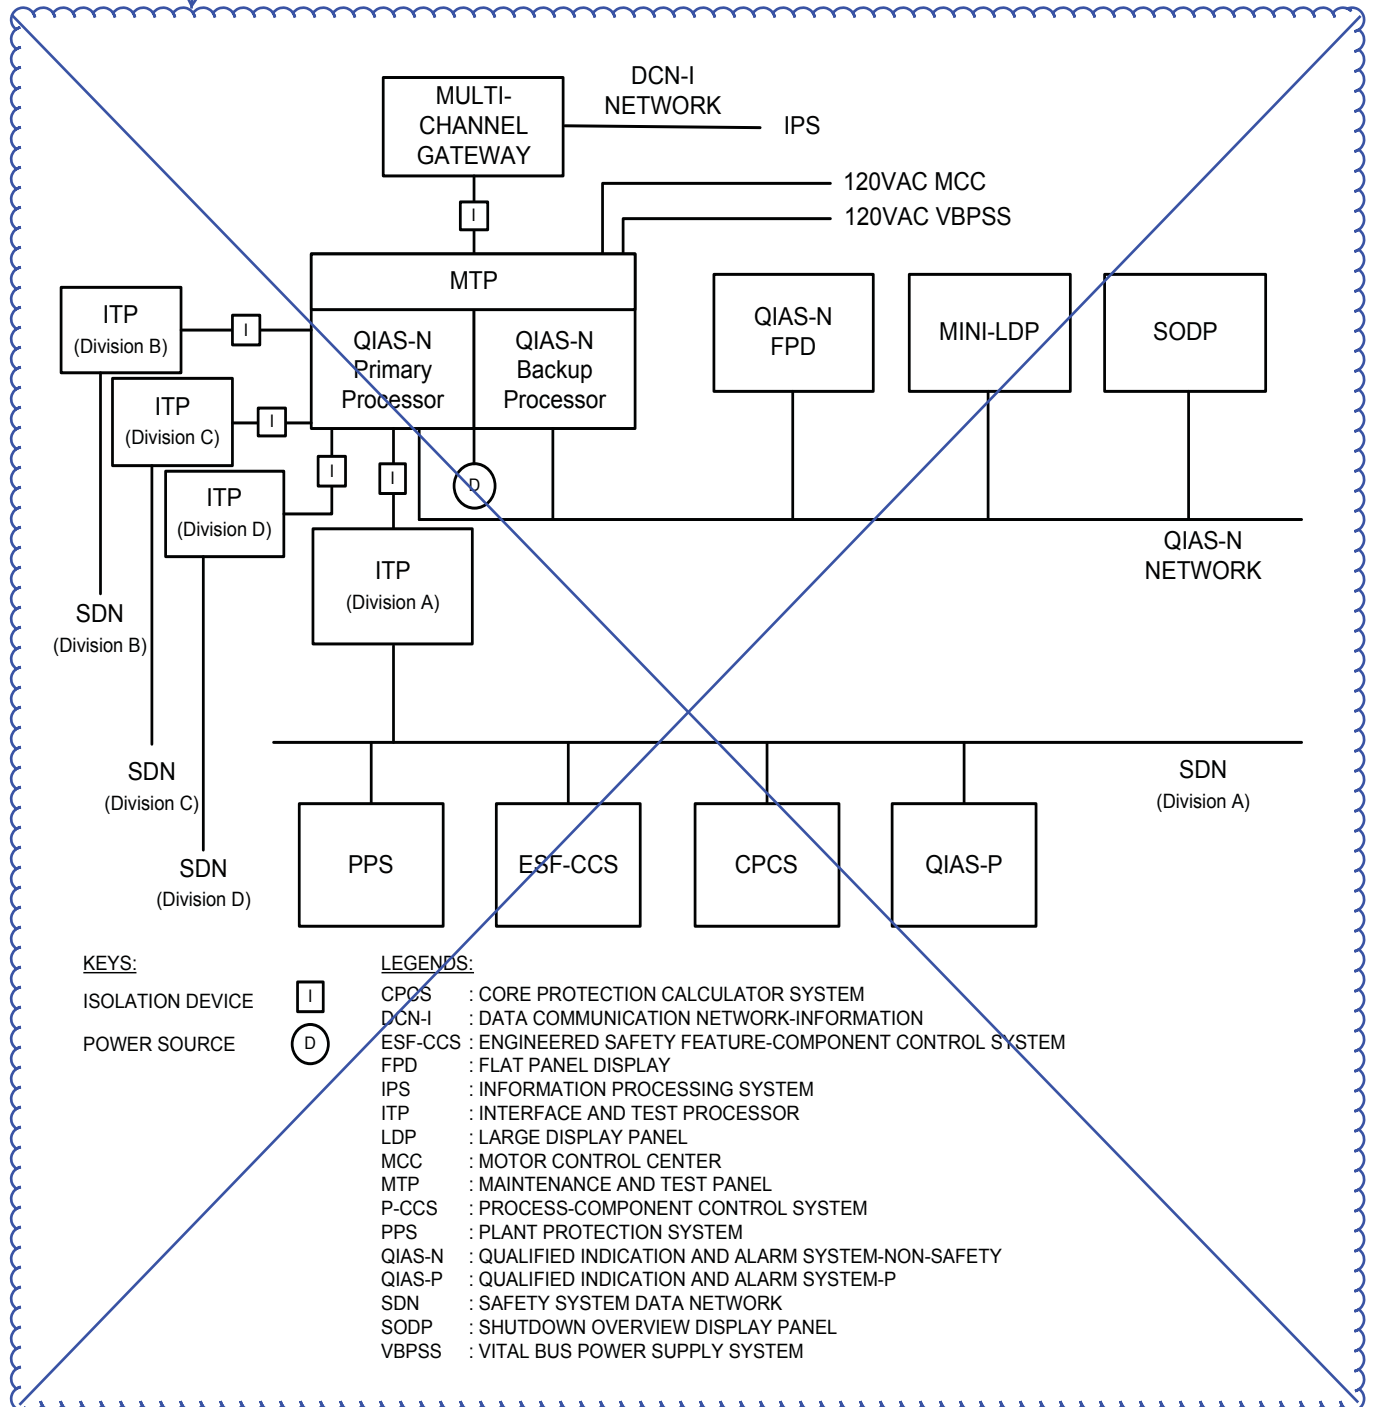 DCN-I
NETWORK
MULTI-
CHANNEL
GATEWAY
IPS
I
120VAC MCC
120VAC VBPSS
MTP
ITP
(Division B)
I
QIAS-N
Primary
Processor
QIAS-N
Backup
Processor
QIAS-N
FPD
MINI-LDP
SODP
ITP
(Division C)
I
I
I
D
ITP
(Division D)
QIAS-N
NETWORK
ITP
(Division A)
SDN
(Division B)
SDN
(Division C)
SDN
(Division A)
SDN
(Division D)
PPS
ESF-CCS
CPCS
QIAS-P
KEYS:
ISOLATION DEVICE I
POWER SOURCE D
LEGENDS:
CPCS : CORE PROTECTION CALCULATOR SYSTEM
DCN-I : DATA COMMUNICATION NETWORK-INFORMATION
ESF-CCS : ENGINEERED SAFETY FEATURE-COMPONENT CONTROL SYSTEM
FPD : FLAT PANEL DISPLAY
IPS : INFORMATION PROCESSING SYSTEM
ITP : INTERFACE AND TEST PROCESSOR
LDP : LARGE DISPLAY PANEL
MCC : MOTOR CONTROL CENTER
MTP : MAINTENANCE AND TEST PANEL
P-CCS : PROCESS-COMPONENT CONTROL SYSTEM
PPS : PLANT PROTECTION SYSTEM
QIAS-N : QUALIFIED INDICATION AND ALARM SYSTEM-NON-SAFETY
QIAS-P : QUALIFIED INDICATION AND ALARM SYSTEM-P
SDN : SAFETY SYSTEM DATA NETWORK
SODP : SHUTDOWN OVERVIEW DISPLAY PANEL
VBPSS : VITAL BUS POWER SUPPLY SYSTEM